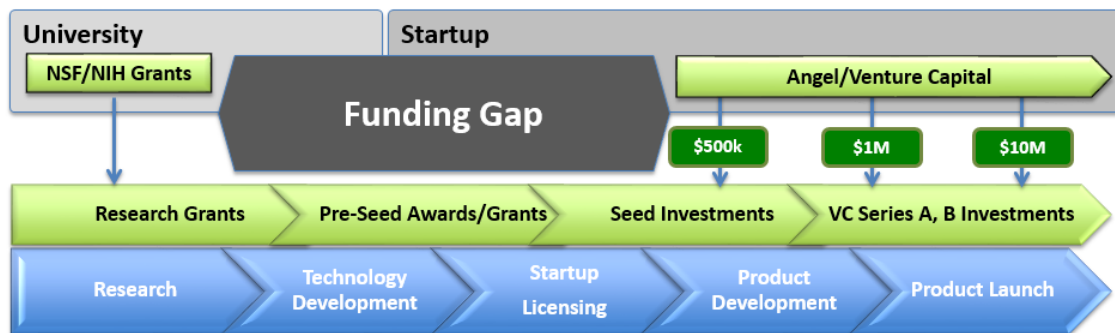 University
Startup
NSF/NIH Grants
Angel/Venture Capital
Funding Gap
$500k
$1M
$10M
Research Grants
Pre-Seed Awards/Grants
Seed Investments
VC Series A, B Investments
Research
Technology
Development
Startup
Licensing
Product
Development
Product Launch